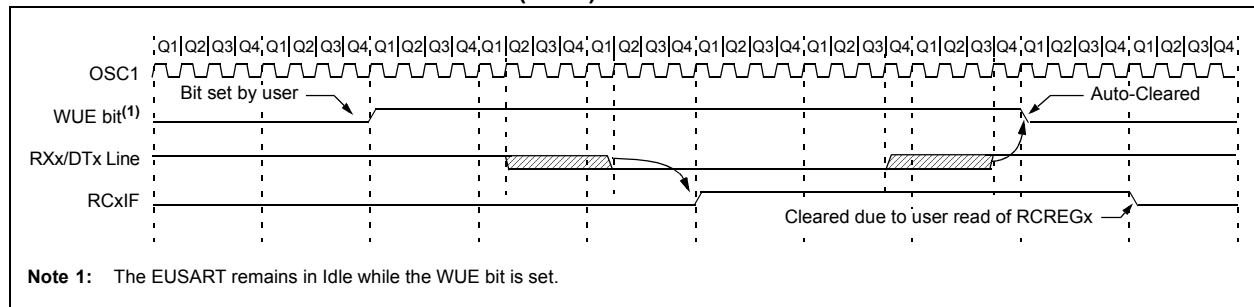 Q1 Q2 Q3 Q4 Q1 Q2 Q3 Q4 Q1 Q2 Q3 Q4 Q1 Q2 Q3 Q4 Q1 Q2 Q3 Q4 Q1 Q2 Q3 Q4 Q1 Q2 Q3 Q4 Q1 Q2 Q3 Q4 Q1 Q2 Q3 Q4 Q1 Q2 Q3 Q4
OSC1
Bit set by user
Auto-Cleared
WUE bit(1)
RXx/DTx Line
RCxIF
Cleared due to user read of RCREGx
Note 1: The EUSART remains in Idle while the WUE bit is set.